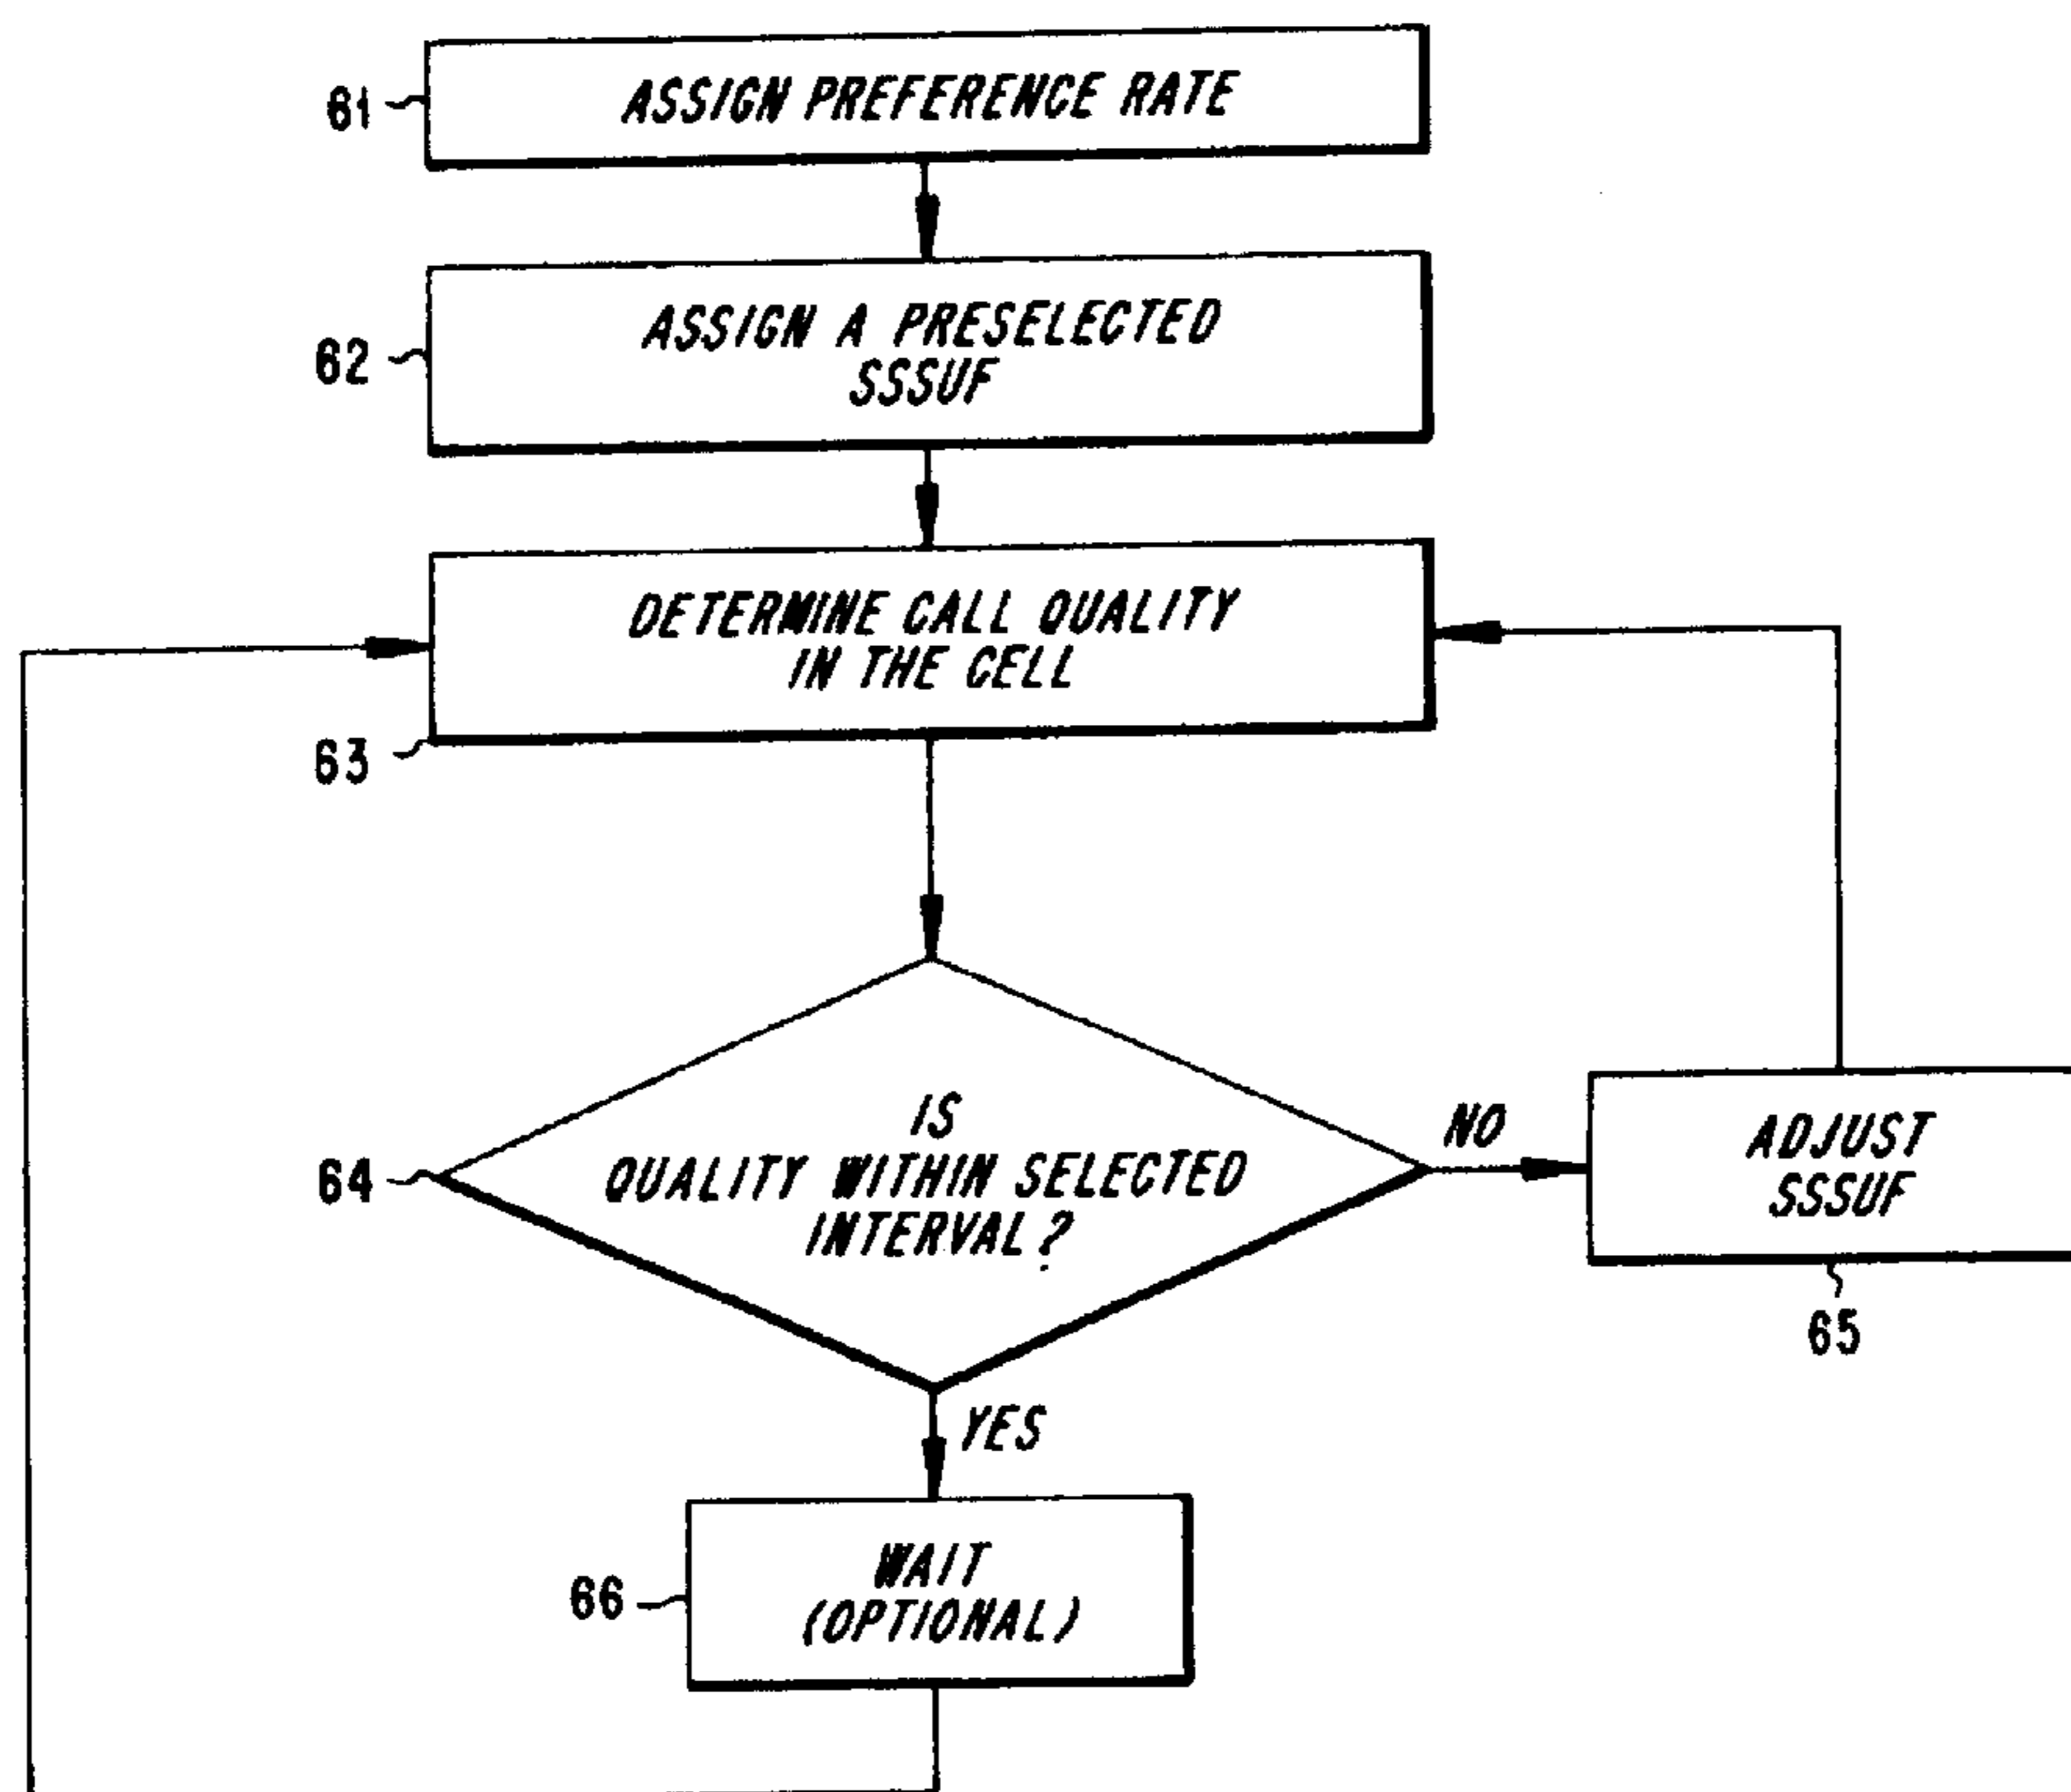 61
ASSIGN PREFERENCE RATE
62
ASSIGN A PRESELECTED
SSSUF
DETERMINE CALL QUALITY
IN THE CELL
63
64
IS
QUALITY WITHIN SELECTED
INTERVAL?
NO
ADJUST
SSSUF
65
YES
66
WAIT
(OPTIONAL)